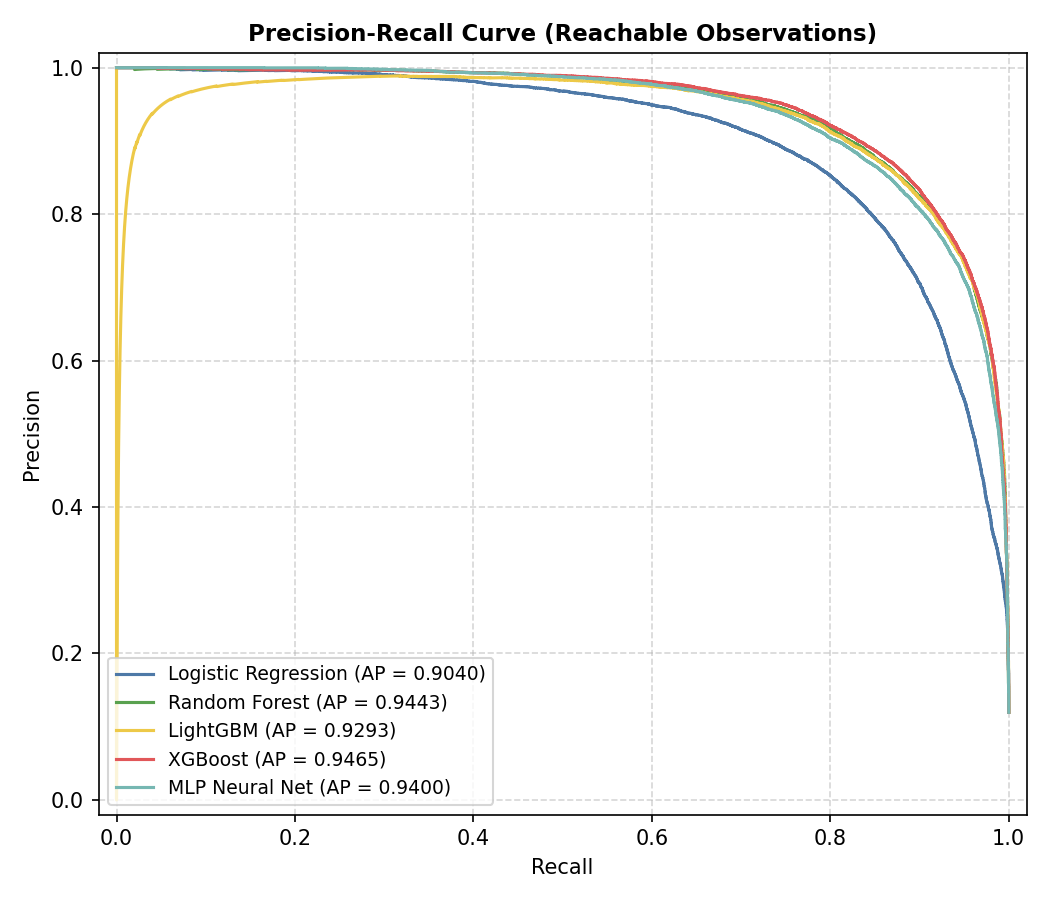 Precision-Recall Curve (Reachable Observations)
1.0
0.8
0.6
0.4
0.2
0.0
Precision
Logistic Regression (AP = 0.9040)
Random Forest (AP = 0.9443)
LightGBM (AP = 0.9293)
XGBoost (AP = 0.9465)
MLP Neural Net (AP = 0.9400)
0.0 0.2 0.4 0.6 0.8 1.0
Recall